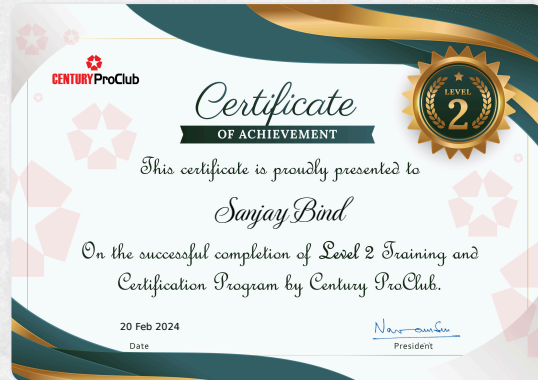 CENTURY ProClub
Certificate
OF ACHIEVEMENT
LEVEL
2
This certificate is proudly presented to
Sanjay Bind
On the successful completion of Level 2 Training and
Certification Program by Century ProClub.
20 Feb 2024
Date
President